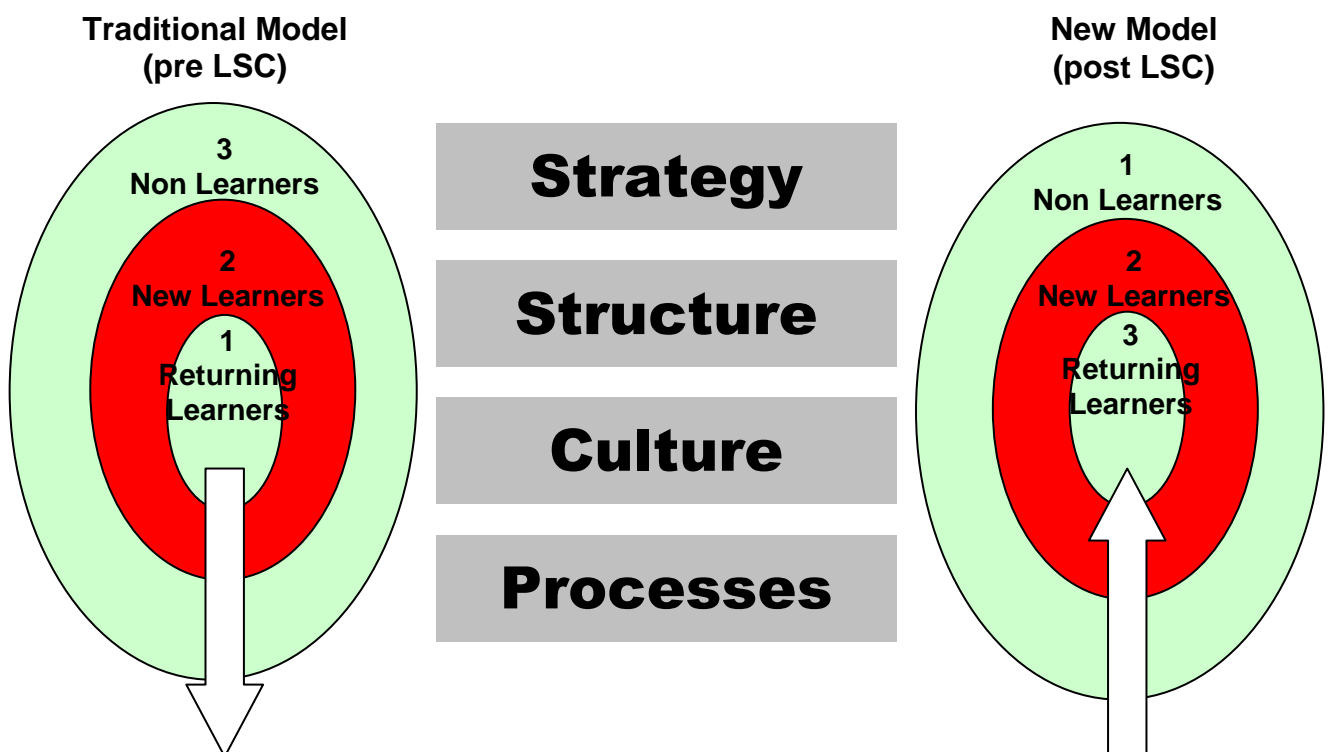 Traditional Model
(pre LSC)
3
Non Learners
2
New Learners
1
Returning
Learners
Strategy
Structure
Culture
Processes
New Model
(post LSC)
1
Non Learners
2
New Learners
3
Returning
Learners